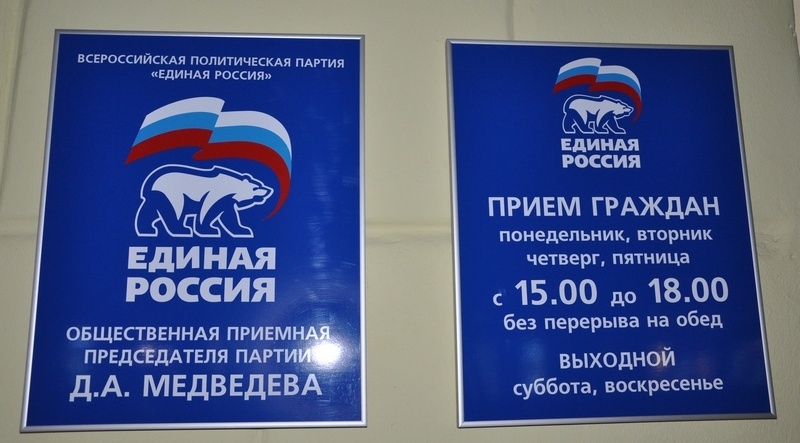 ВСЕРОССИЙСКАЯ ПОЛИТИЧЕСКАЯ ПАРТИЯ
«ЕДИНАЯ РОССИЯ»
ЕДИНАЯ
РОССИЯ
ОБЩЕСТВЕННАЯ ПРИЕМНАЯ
ПРЕДСЕДАТЕЛЯ ПАРТИИ
Д.А. МЕДВЕДЕВА
ЕДИНАЯ
РОССИЯ
ПРИЕМ ГРАЖДАН
понедельник, вторник
четверг, пятница
с 15.00 до 18.00
без перерыва на обед
ВЫХОДНОЙ
суббота, воскресенье